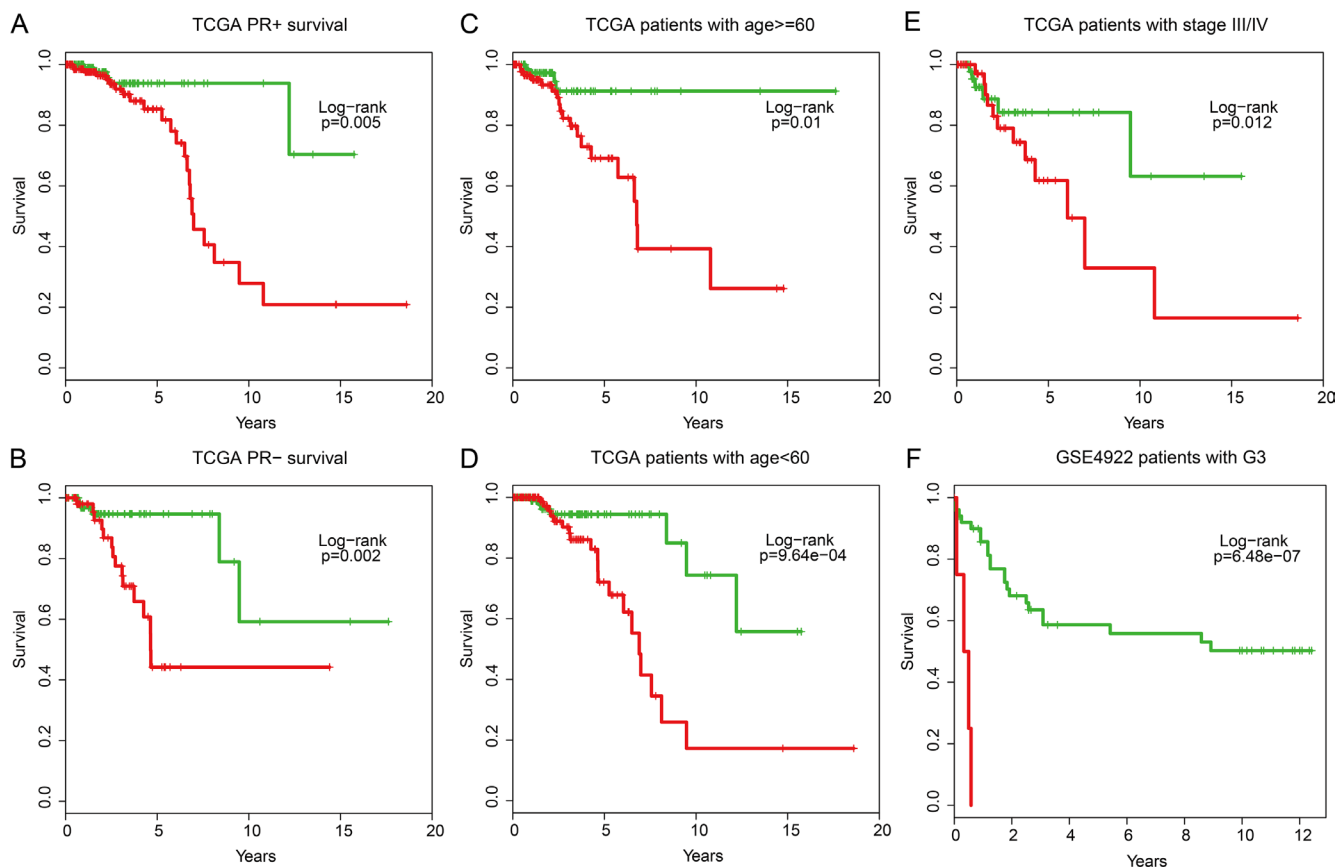 A
TCGA PR+ survival
Survival
1.0
0.8
0.6
0.4
0.2
0.0
Log−rank
p=0.005
0 5 10 15 20
Years
C
TCGA patients with age>=60
Survival
1.0
0.8
0.6
0.4
0.2
0.0
Log−rank
p=0.01
0 5 10 15 20
Years
E
TCGA patients with stage III/IV
Survival
1.0
0.8
0.6
0.4
0.2
0.0
Log−rank
p=0.012
0 5 10 15 20
Years
B
TCGA PR− survival
Survival
1.0
0.8
0.6
0.4
0.2
0.0
Log−rank
p=0.002
0 5 10 15 20
Years
D
TCGA patients with age<60
Survival
1.0
0.8
0.6
0.4
0.2
0.0
Log−rank
p=9.64e−04
0 5 10 15 20
Years
F
GSE4922 patients with G3
Survival
1.0
0.8
0.6
0.4
0.2
0.0
Log−rank
p=6.48e−07
0 2 4 6 8 10 12
Years